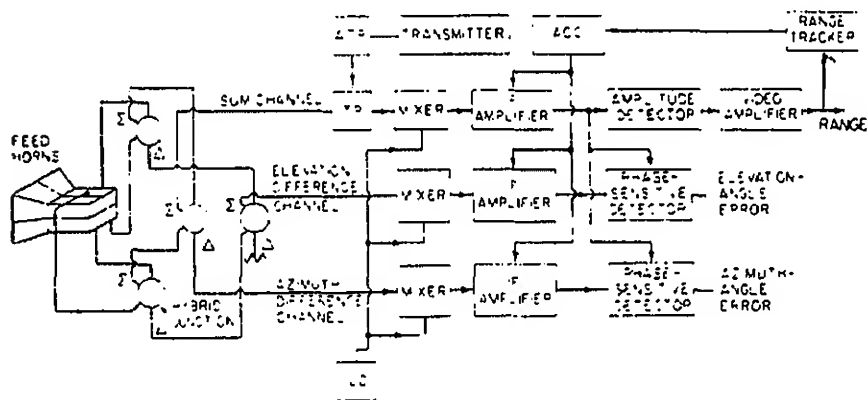 RANGE
TRACKER
TRANSMITTER
AGC
SUM CHANNEL
MIXER
AMPLIFIER
AMPLITUDE
DETECTOR
VIDEO
AMPLIFIER
RANGE
FEED
HORNS
Σ
Δ
ELEVATION
DIFFERENCE
CHANNEL
MIXER
IF
AMPLIFIER
PHASE-
SENSITIVE
DETECTOR
ELEVATION-
ANGLE
ERROR
Σ
Σ
Δ
Δ
Σ
HYBRID
JUNCTION
Δ
AZIMUTH
DIFFERENCE
CHANNEL
MIXER
IF
AMPLIFIER
PHASE-
SENSITIVE
DETECTOR
AZIMUTH-
ANGLE
ERROR